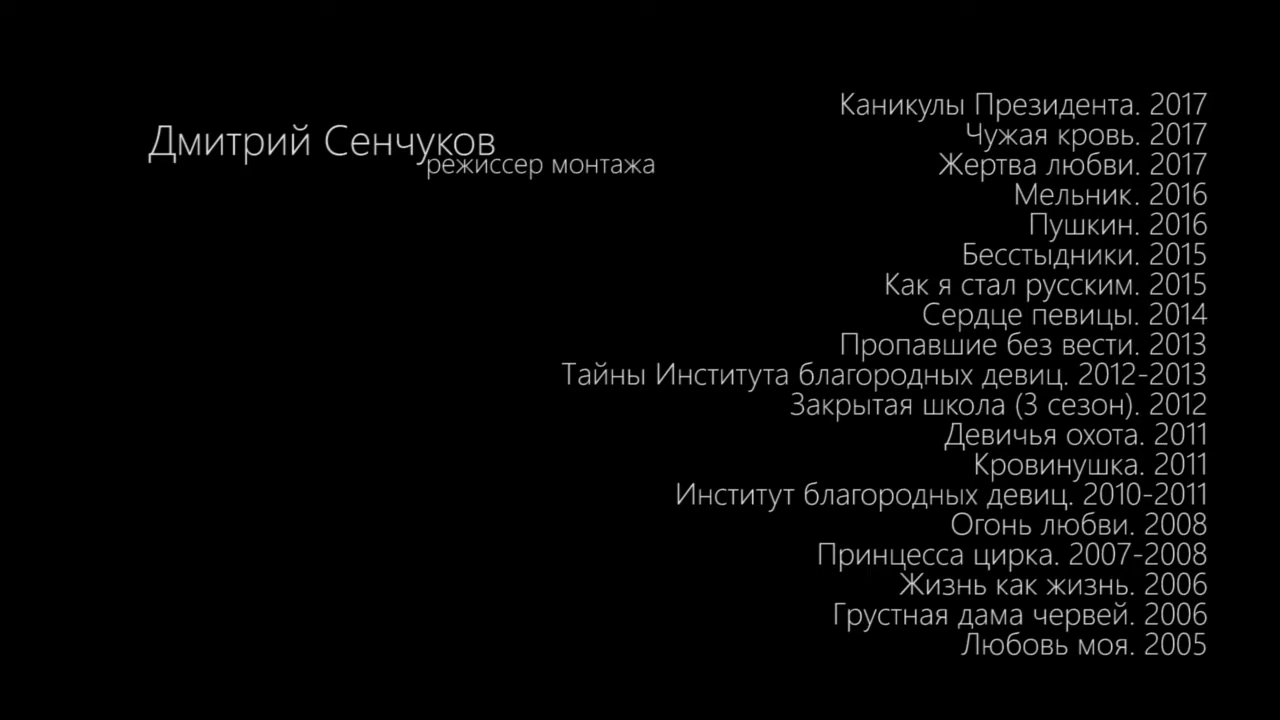 Дмитрий Сенчуков
режиссер монтажа
Каникулы Президента. 2017
Чужая кровь. 2017
Жертва любви. 2017
Мельник. 2016
Пушкин. 2016
Бесстыдники. 2015
Как я стал русским. 2015
Сердце певицы. 2014
Пропавшие без вести. 2013
Тайны Института благородных девиц. 2012-2013
Закрытая школа (3 сезон). 2012
Девичья охота. 2011
Кровинушка. 2011
Институт благородных девиц. 2010-2011
Огонь любви. 2008
Принцесса цирка. 2007-2008
Жизнь как жизнь. 2006
Грустная дама червей. 2006
Любовь моя. 2005